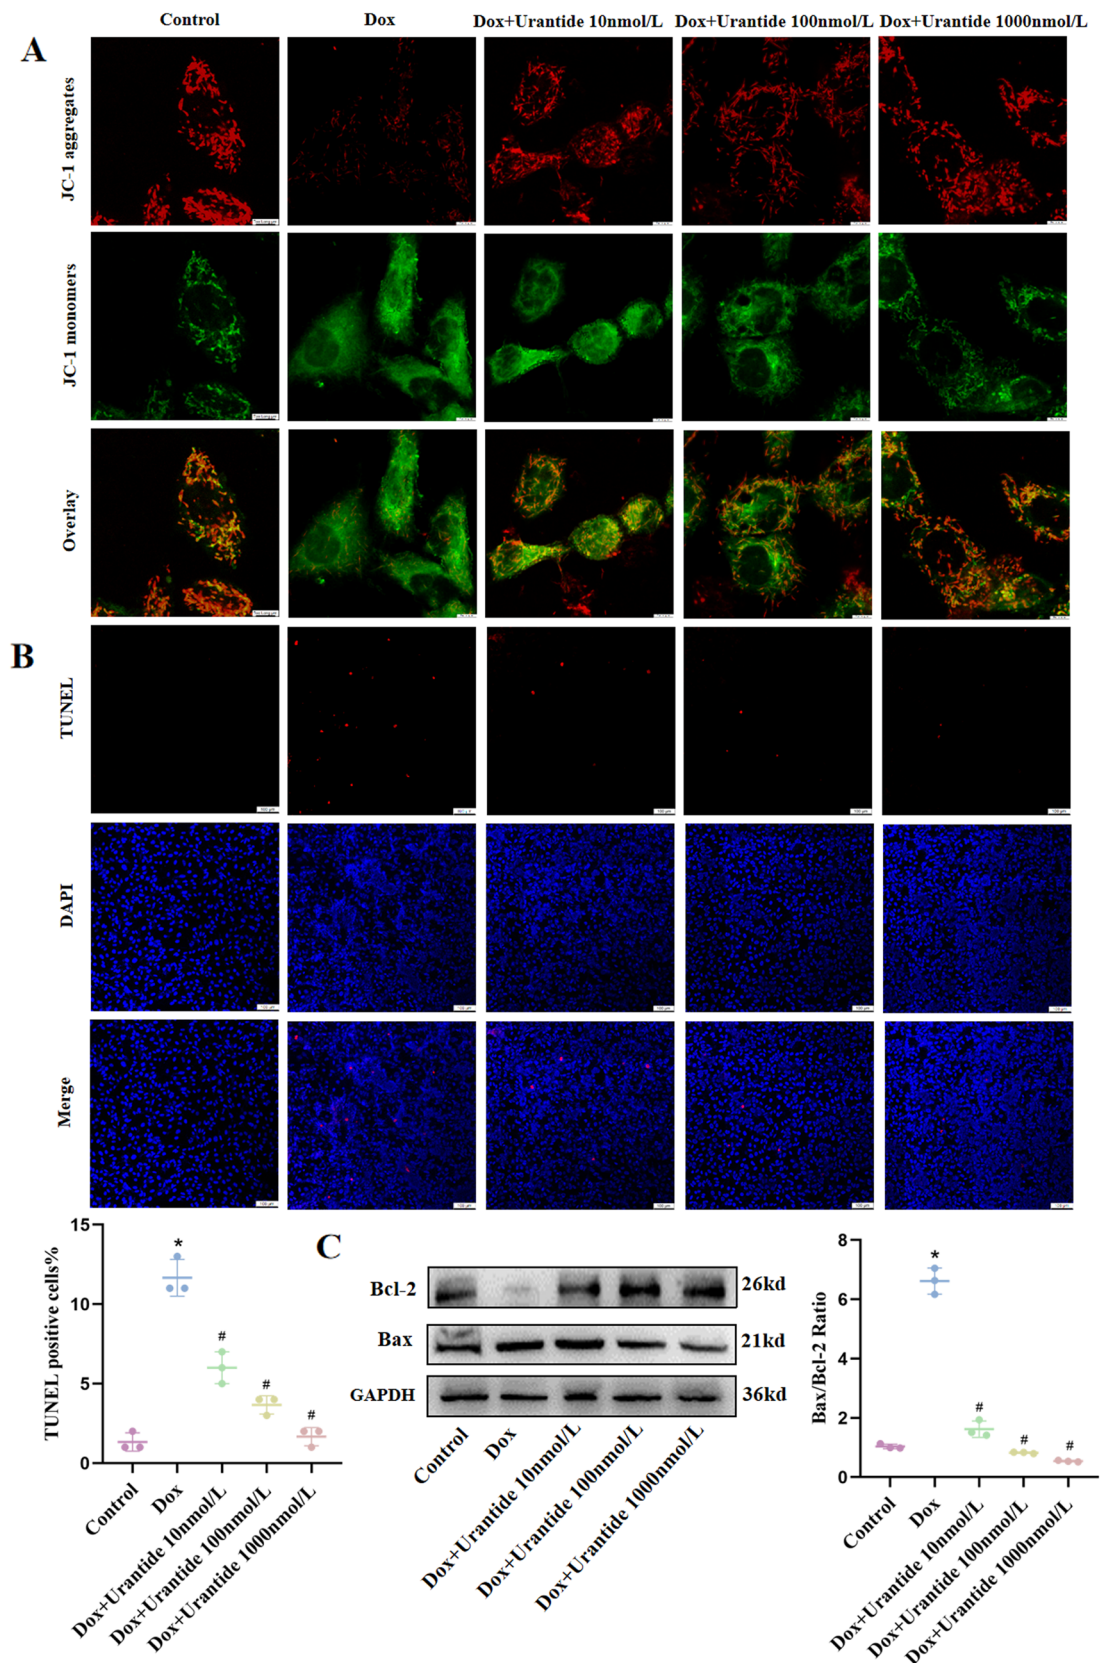 Control
Dox
Dox+Urantide 10nmol/L
Dox+Urantide 100nmol/L
Dox+Urantide 1000nmol/L
A
JC-1 aggregates
JC-1 monomers
Overlay
B
TUNEL
DAPI
Merge
TUNEL positive cells%
15
10
5
0
*
#
#
#
Control
Dox
Dox+Urantide 10nmol/L
Dox+Urantide 100nmol/L
Dox+Urantide 1000nmol/L
C
Bcl-2
26kd
Bax
21kd
GAPDH
36kd
Control
Dox
Dox+Urantide 10nmol/L
Dox+Urantide 100nmol/L
Dox+Urantide 1000nmol/L
Bax/Bcl-2 Ratio
8
6
4
2
0
*
#
#
#
Control
Dox
Dox+Urantide 10nmol/L
Dox+Urantide 100nmol/L
Dox+Urantide 1000nmol/L